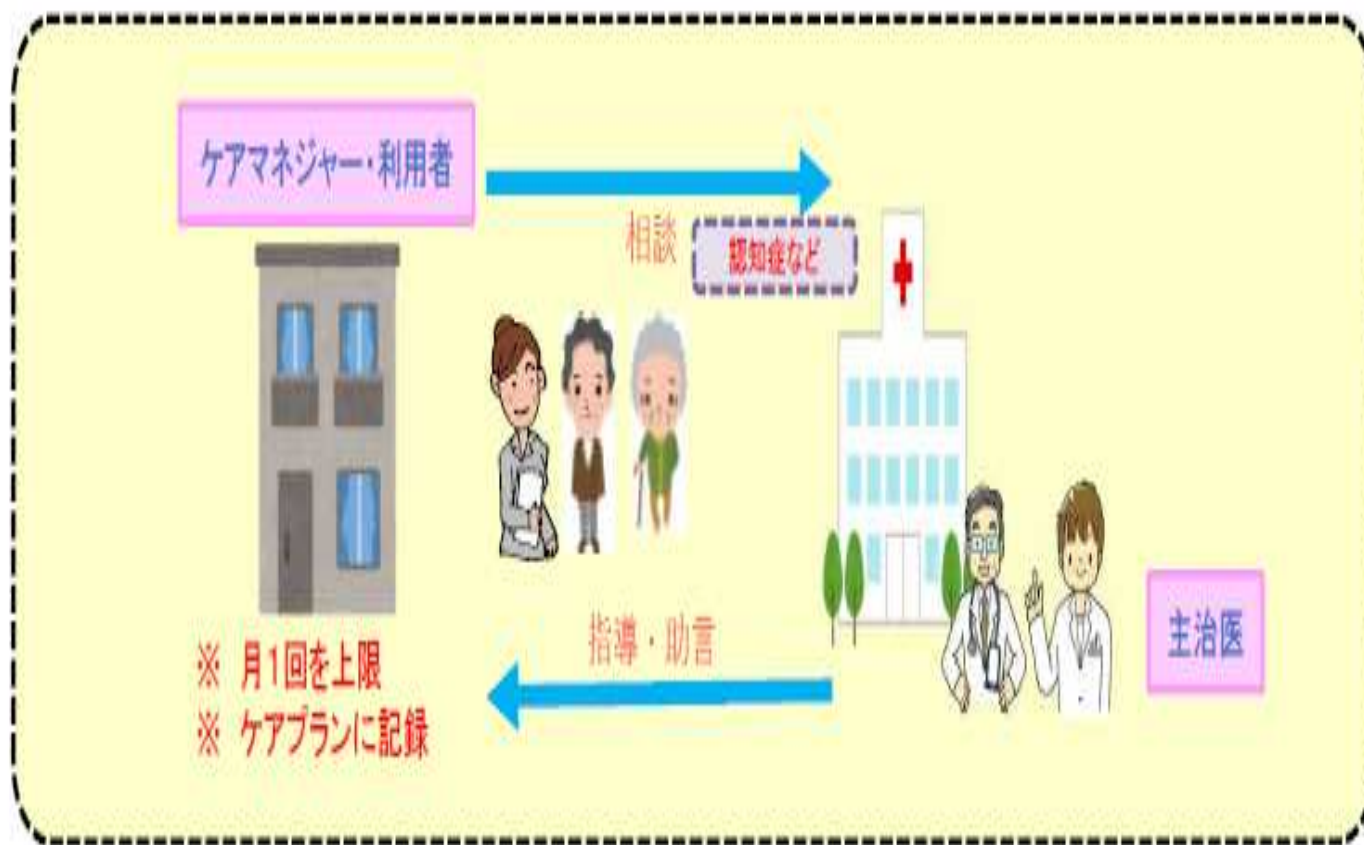 ケアマネジャー・利用者
相談
認知症など
指導・助言
主治医
※ 月1回を上限
※ ケアプランに記録